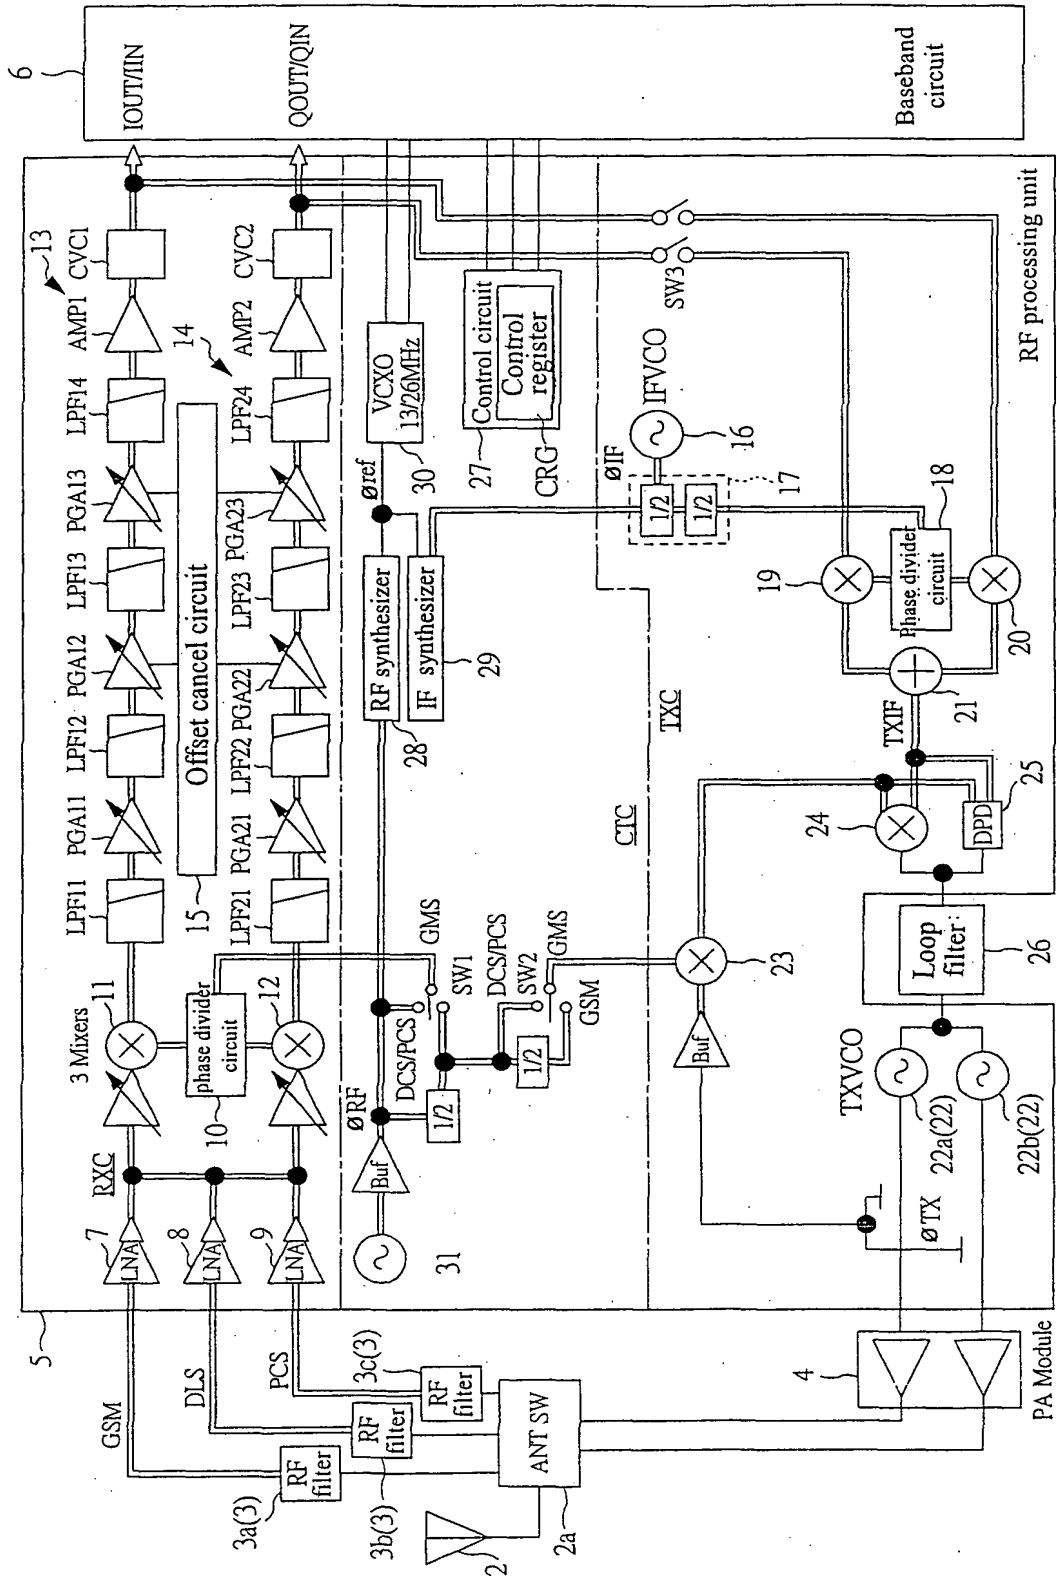 6
IOUT/IIN
QOUT/QIN
Baseband
circuit
13
AMP1
CVC1
LPF11
PGA11
LPF12
PGA12
LPF13
PGA13
LPF14
14
15
Offset cancel circuit
LPF21
PGA21
LPF22
PGA22
LPF23
PGA23
LPF24
AMP2
CVC2
3 Mixers
11
phase divider
circuit
10
12
RXC
7
LNA
8
LNA
9
LNA
5
GSM
DLS
PCS
RF
filter
3a(3)
RF
filter
3b(3)
RF
filter
3c(3)
ANT SW
2a
2
31
Buf
øRF
1/2
DCS/PCS
GMS
SW1
DCS/PCS
SW2
GMS
1/2
GSM
RF synthesizer
28
IF synthesizer
29
øref
VCXO
13/26MHz
30
Control circuit
27
Control
register
CRG
CTC
TXC
øIF
IFVCO
16
1/2
1/2
17
SW3
19
Phase divider
circuit
18
20
21
TXIF
24
DPD
25
23
Buf
Loop
filter:
26
TXVCO
22a(22)
22b(22)
øTX
4
PA Module
RF processing unit